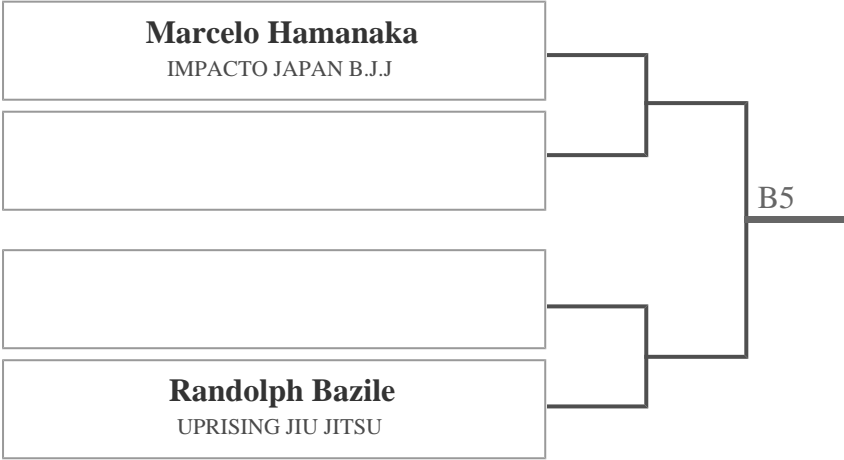 Marcelo Hamanaka
IMPACTO JAPAN B.J.J
B5
Randolph Bazile
UPRISING JIU JITSU